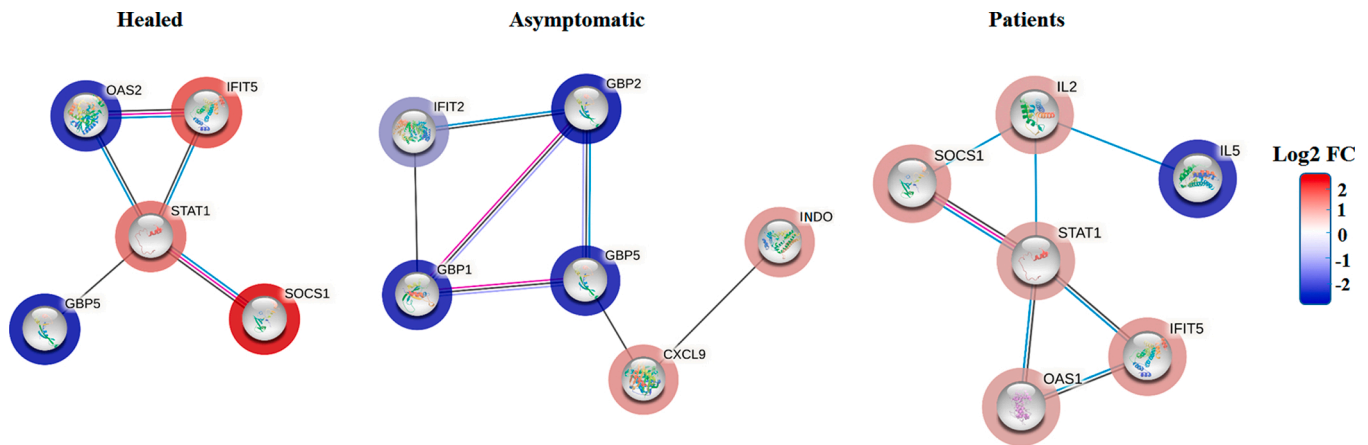 Healed
Asymptomatic
Patients
OAS2
IFIT5
STAT1
GBP5
SOCS1
IFIT2
GBP2
GBP1
GBP5
INDO
CXCL9
IL2
SOCS1
IL5
STAT1
IFIT5
OAS1
Log2 FC
2
1
0
-1
-2